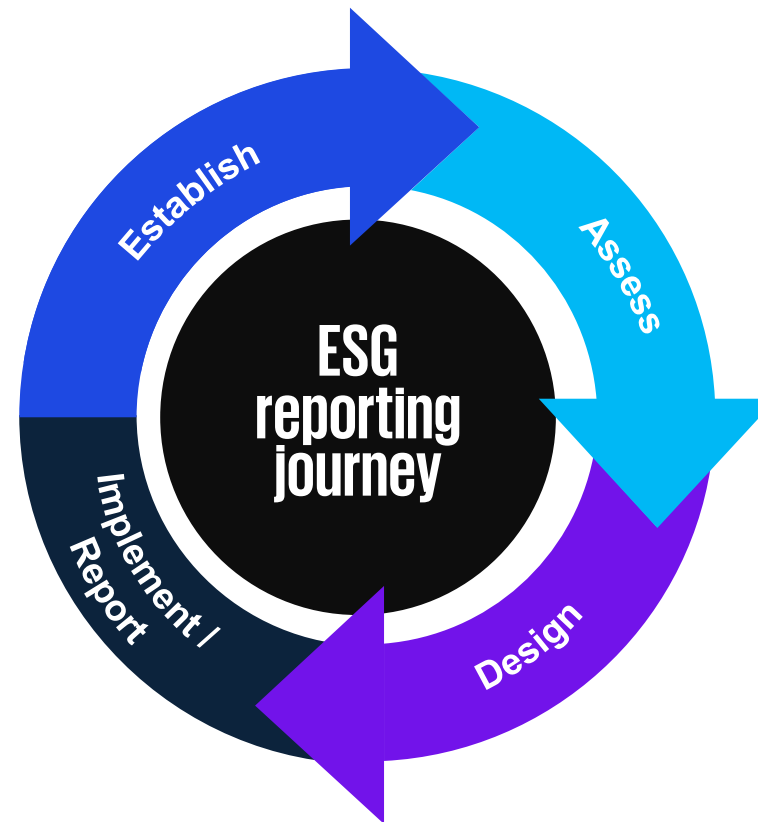 Establish
Assess
ESG
reporting
journey
Implement /
Report
Design